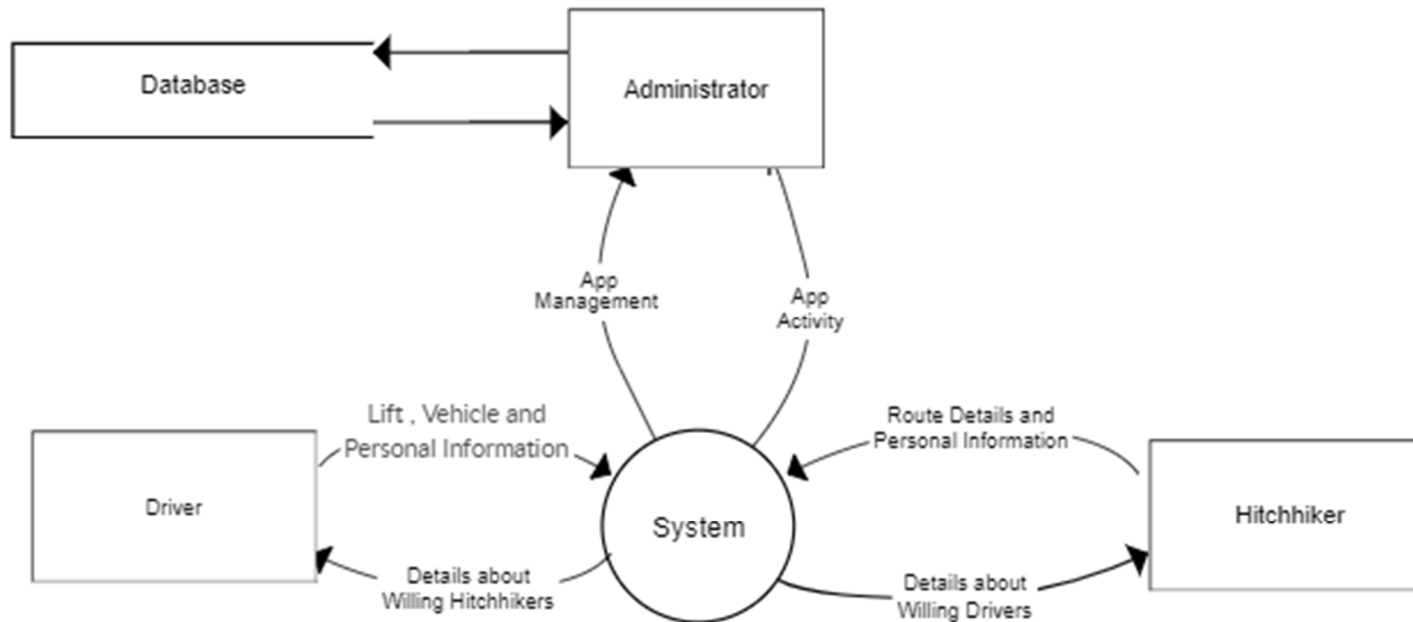 Database
Administrator
App
Management
App
Activity
Lift , Vehicle and
Personal Information
Route Details and
Personal Information
Driver
System
Hitchhiker
Details about
Willing Hitchhikers
Details about
Willing Drivers